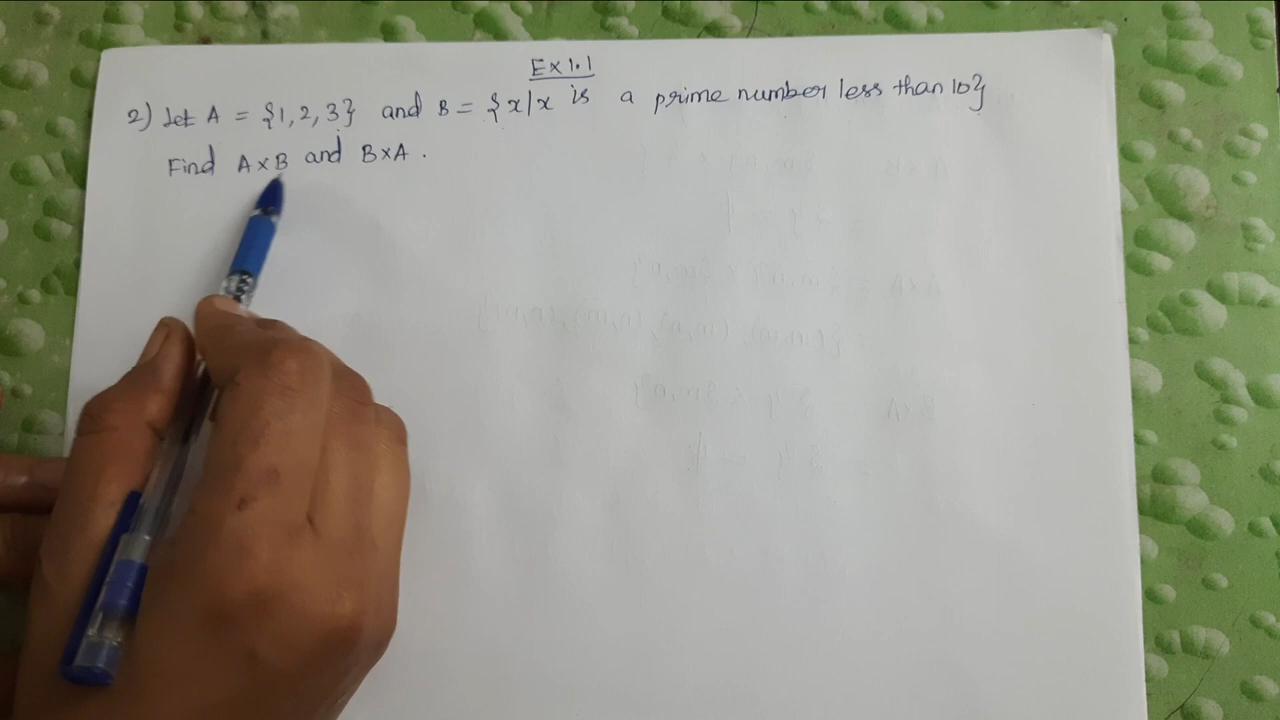 Ex 1.1
2) Let A = {1, 2, 3} and B = {x/x is a prime number less than 10}
Find A×B and B×A .